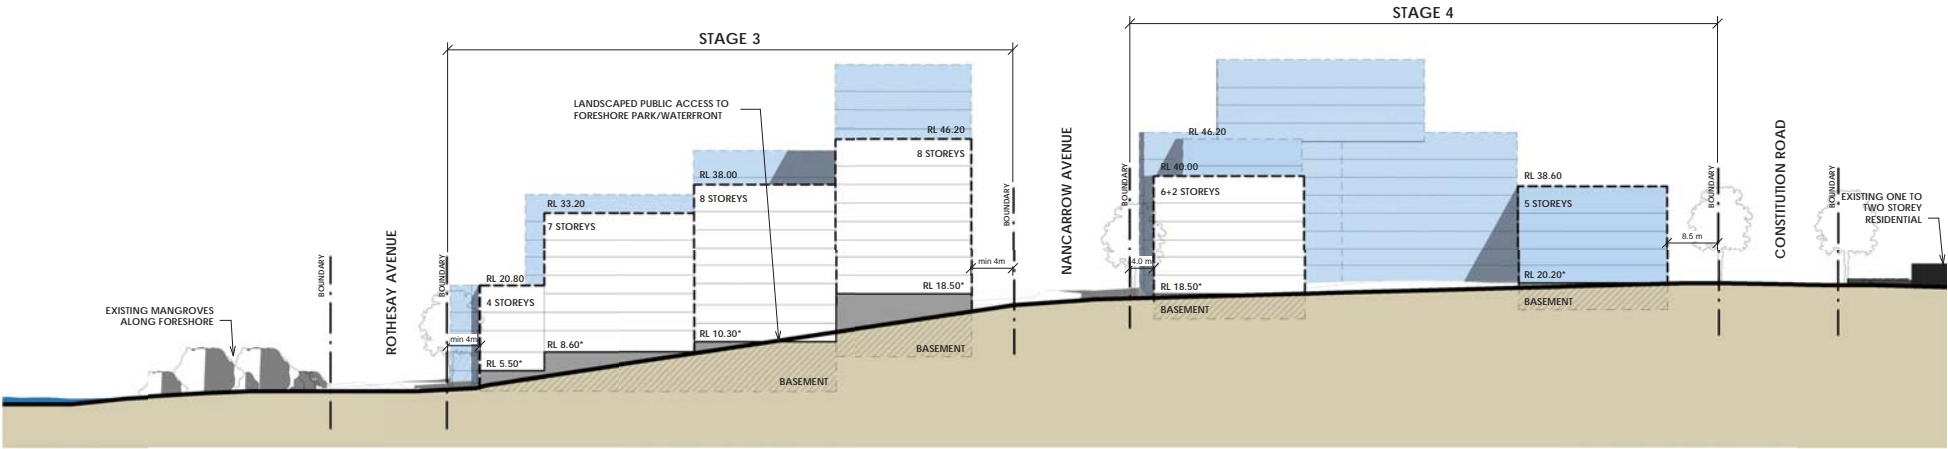 STAGE 4
STAGE 3
LANDSCAPED PUBLIC ACCESS TO
FORESHORE PARK/WATERFRONT
EXISTING MANGROVES
ALONG FORESHORE
BOUNDARY
ROTHESAY AVENUE
BOUNDARY
min 4m
RL 20.80
4 STOREYS
RL 5.50*
RL 33.20
7 STOREYS
RL 8.60*
RL 38.00
8 STOREYS
RL 10.30*
BASEMENT
RL 46.20
8 STOREYS
RL 18.50*
BASEMENT
min 4m
BOUNDARY
NANCARROW AVENUE
BOUNDARY
4.0 m
RL 46.20
RL 40.00
6+2 STOREYS
RL 18.50*
BASEMENT
RL 38.60
5 STOREYS
RL 20.20*
BASEMENT
8.5 m
BOUNDARY
CONSTITUTION ROAD
BOUNDARY
EXISTING ONE TO
TWO STOREY
RESIDENTIAL